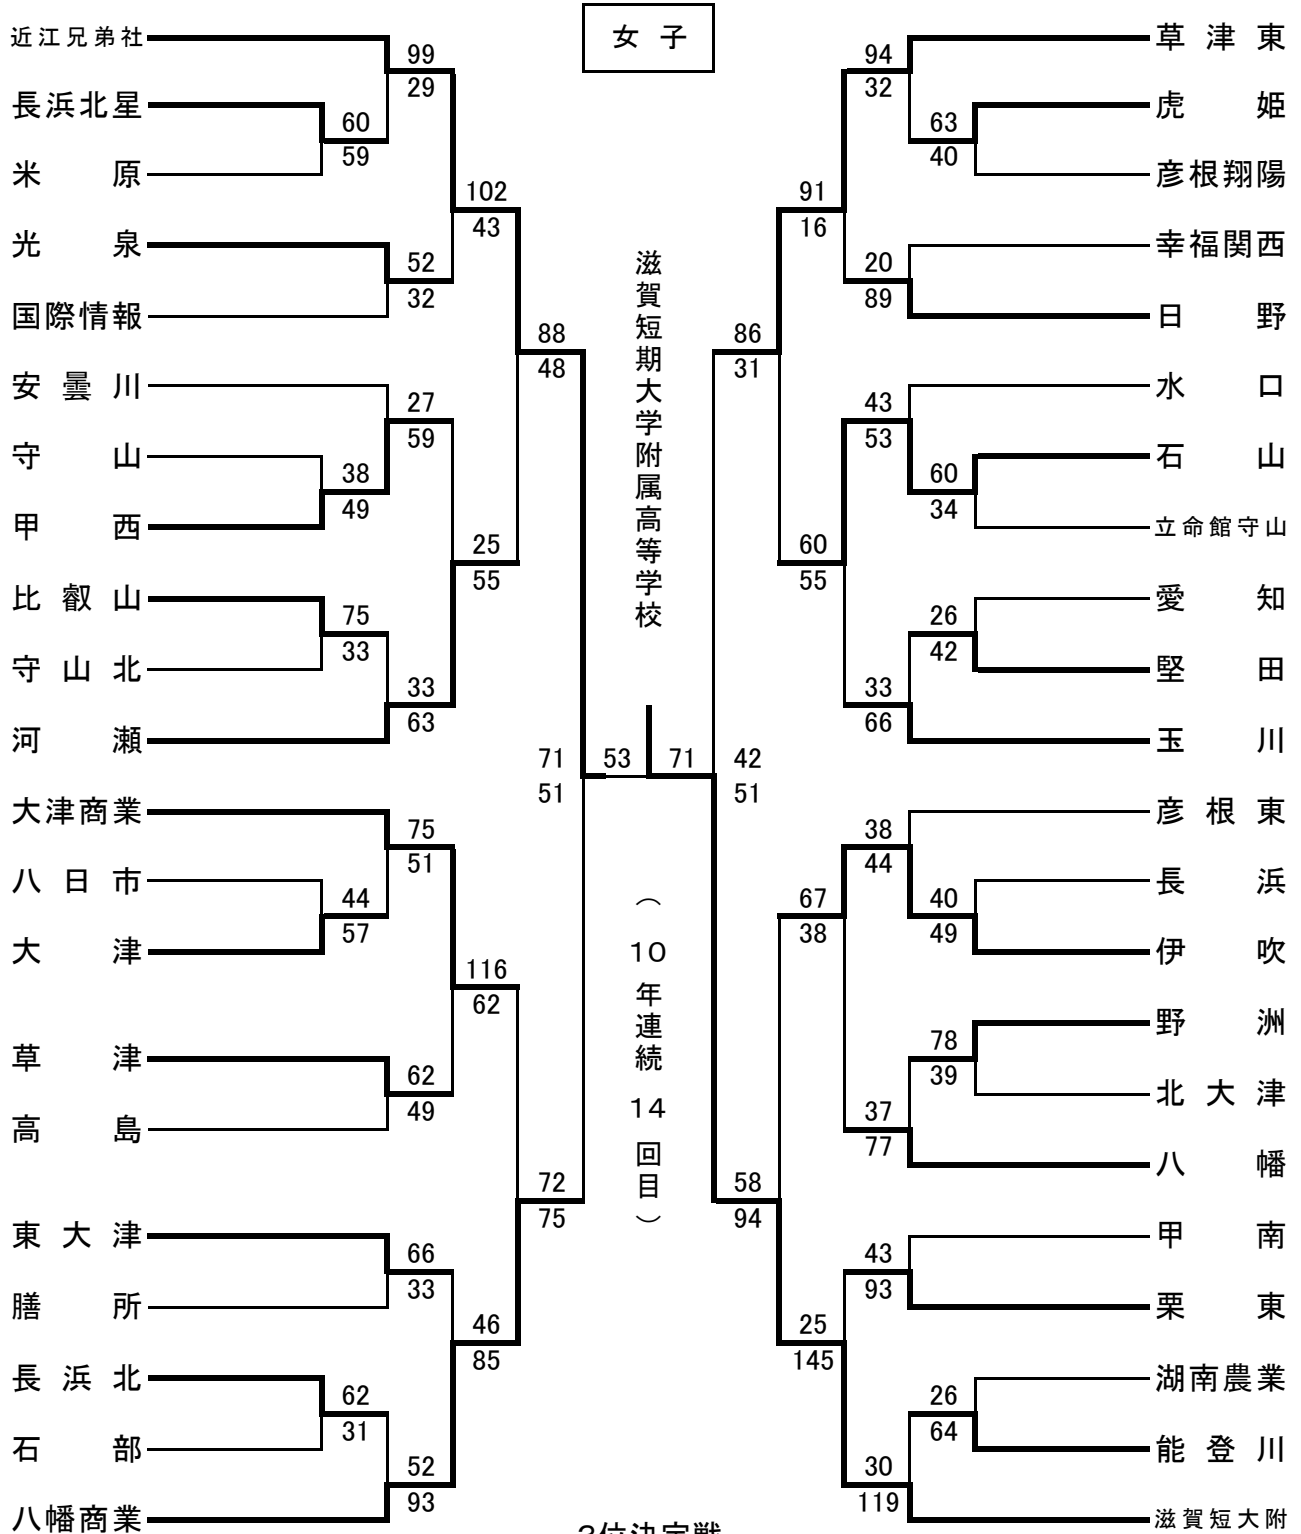 女子
近江兄弟社
長浜北星
米原
光泉
国際情報
安曇川
守山
甲西
比叡山
守山北
河瀬
大津商業
八日市
大津
草津
高島
東大津
膳所
長浜北
石部
八幡商業
99
29
60
59
102
43
52
32
88
48
27
59
38
49
25
55
75
33
33
63
71
51
75
51
44
57
116
62
62
49
72
75
66
33
46
85
62
31
52
93
滋賀短期大学附属高等学校
53
71
（10年連続14回目）
94
32
63
40
91
16
20
89
86
31
43
53
60
34
60
55
26
42
33
66
42
51
38
44
40
49
67
38
78
39
37
77
58
94
43
93
25
145
26
64
30
119
草津東
虎姫
彦根翔陽
幸福関西
日野
水口
石山
立命館守山
愛知
堅田
玉川
彦根東
長浜
伊吹
野洲
北大津
八幡
甲南
栗東
湖南農業
能登川
滋賀短大附